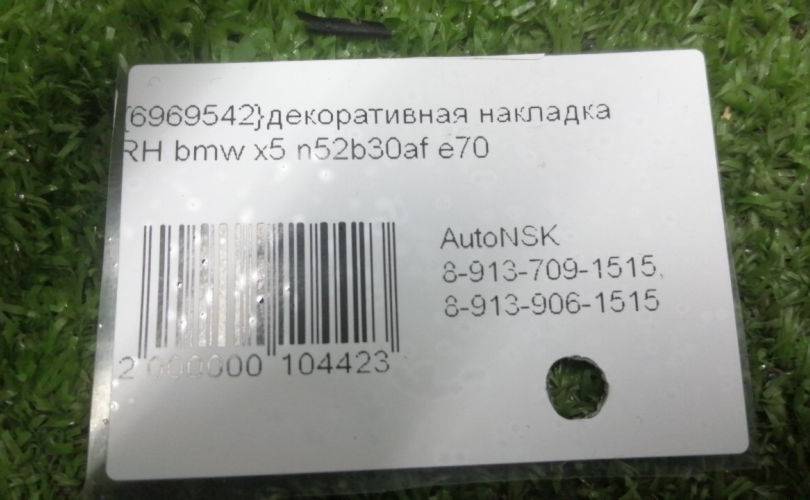 {6969542}декоративная накладка
RH bmw x5 n52b30af e70
AutoNSK
8-913-709-1515,
8-913-906-1515
2 000000 104423